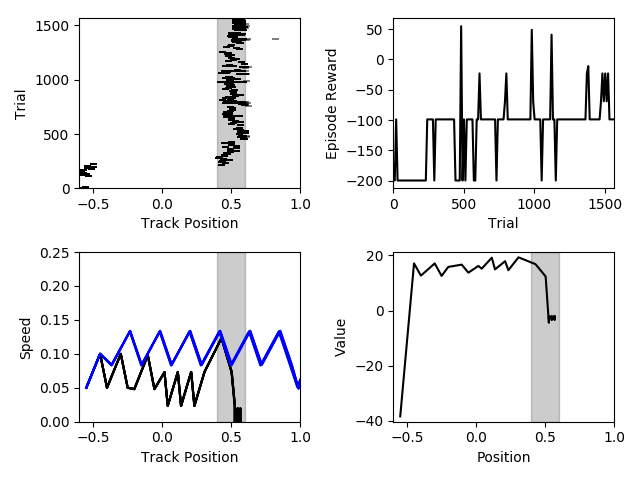 1500
1000
500
0
Trial
−0.5 0.0 0.5 1.0
Track Position
50
0
−50
−100
−150
−200
Episode Reward
0 500 1000 1500
Trial
0.25
0.20
0.15
0.10
0.05
0.00
Speed
−0.5 0.0 0.5 1.0
Track Position
20
0
−20
−40
Value
−0.5 0.0 0.5 1.0
Position